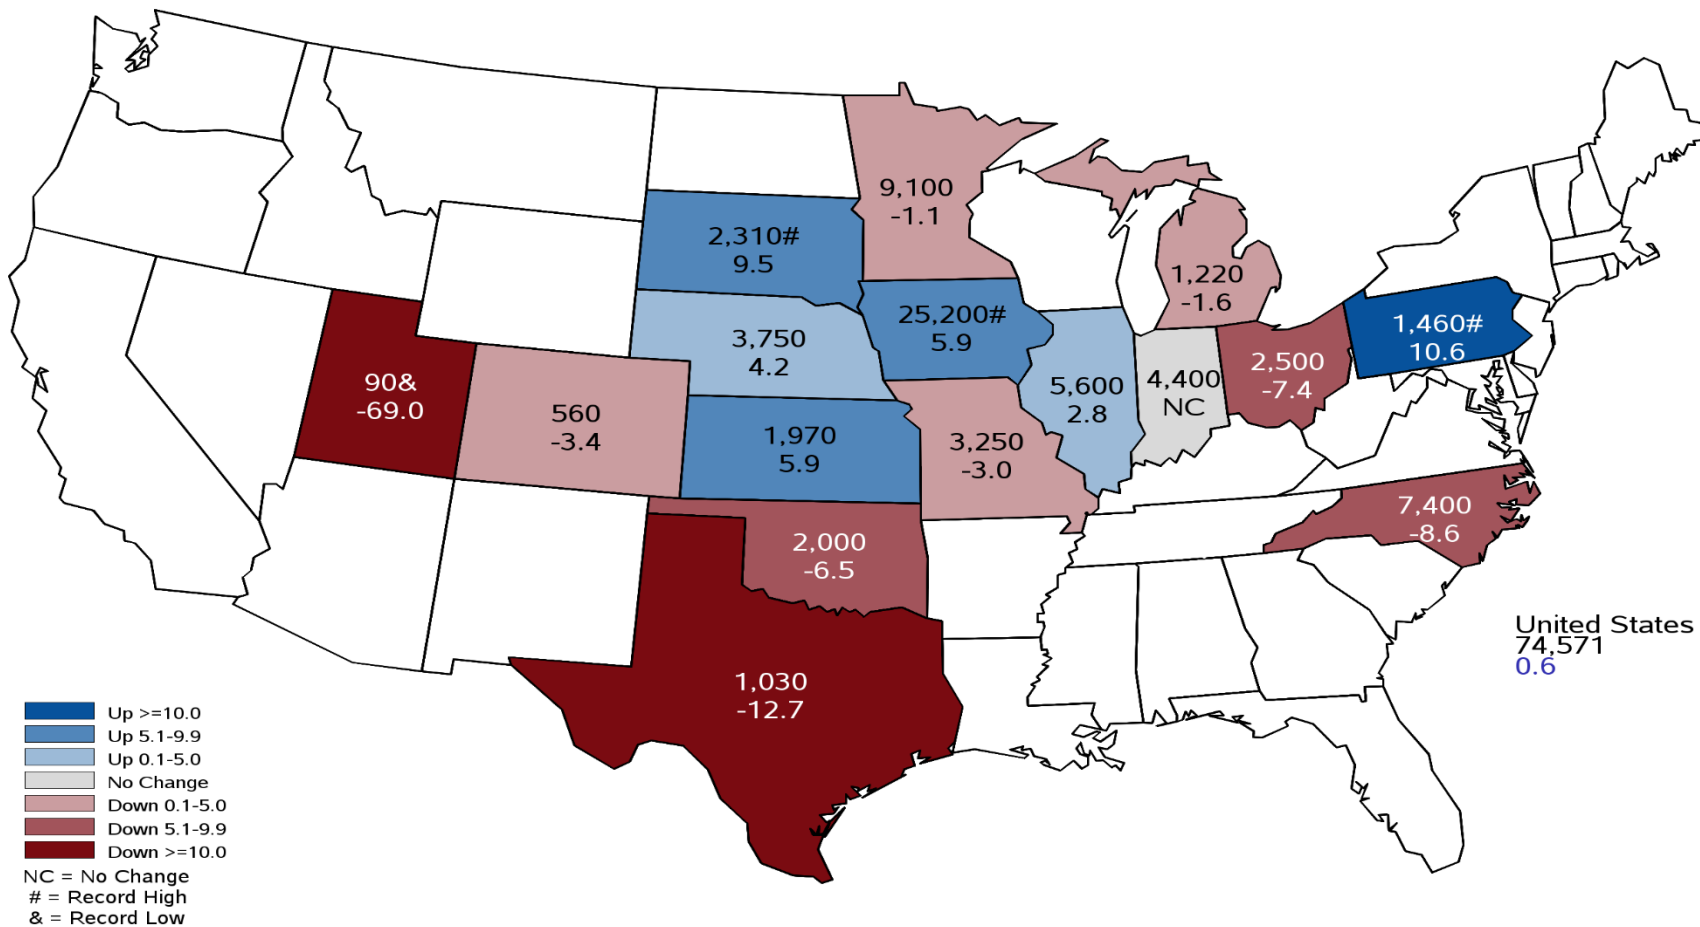 9,100
-1.1
2,310#
9.5
1,220
-1.6
25,200#
5.9
1,460#
10.6
3,750
4.2
2,500
-7.4
90&
-69.0
5,600
2.8
4,400
NC
560
-3.4
1,970
5.9
3,250
-3.0
7,400
-8.6
2,000
-6.5
United States
74,571
0.6
1,030
-12.7
Up >=10.0
Up 5.1-9.9
Up 0.1-5.0
No Change
Down 0.1-5.0
Down 5.1-9.9
Down >=10.0
NC = No Change
# = Record High
& = Record Low